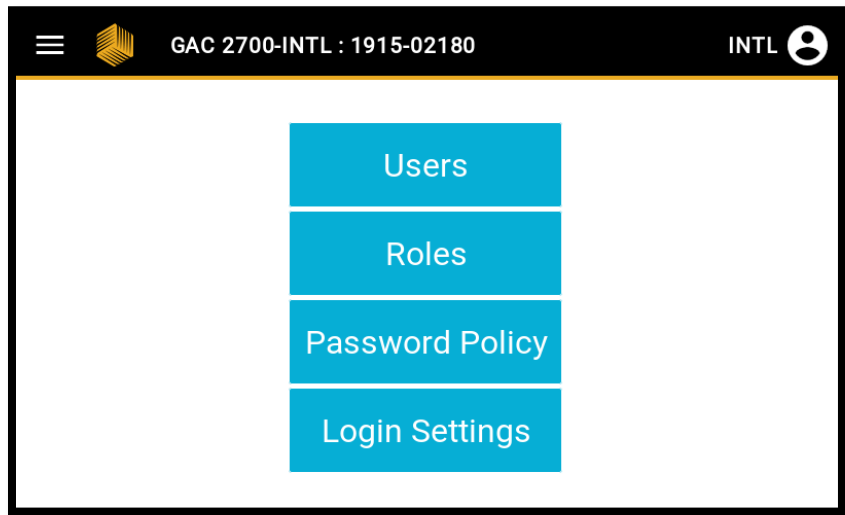 GAC 2700-INTL : 1915-02180 INTL
Users
Roles
Password Policy
Login Settings